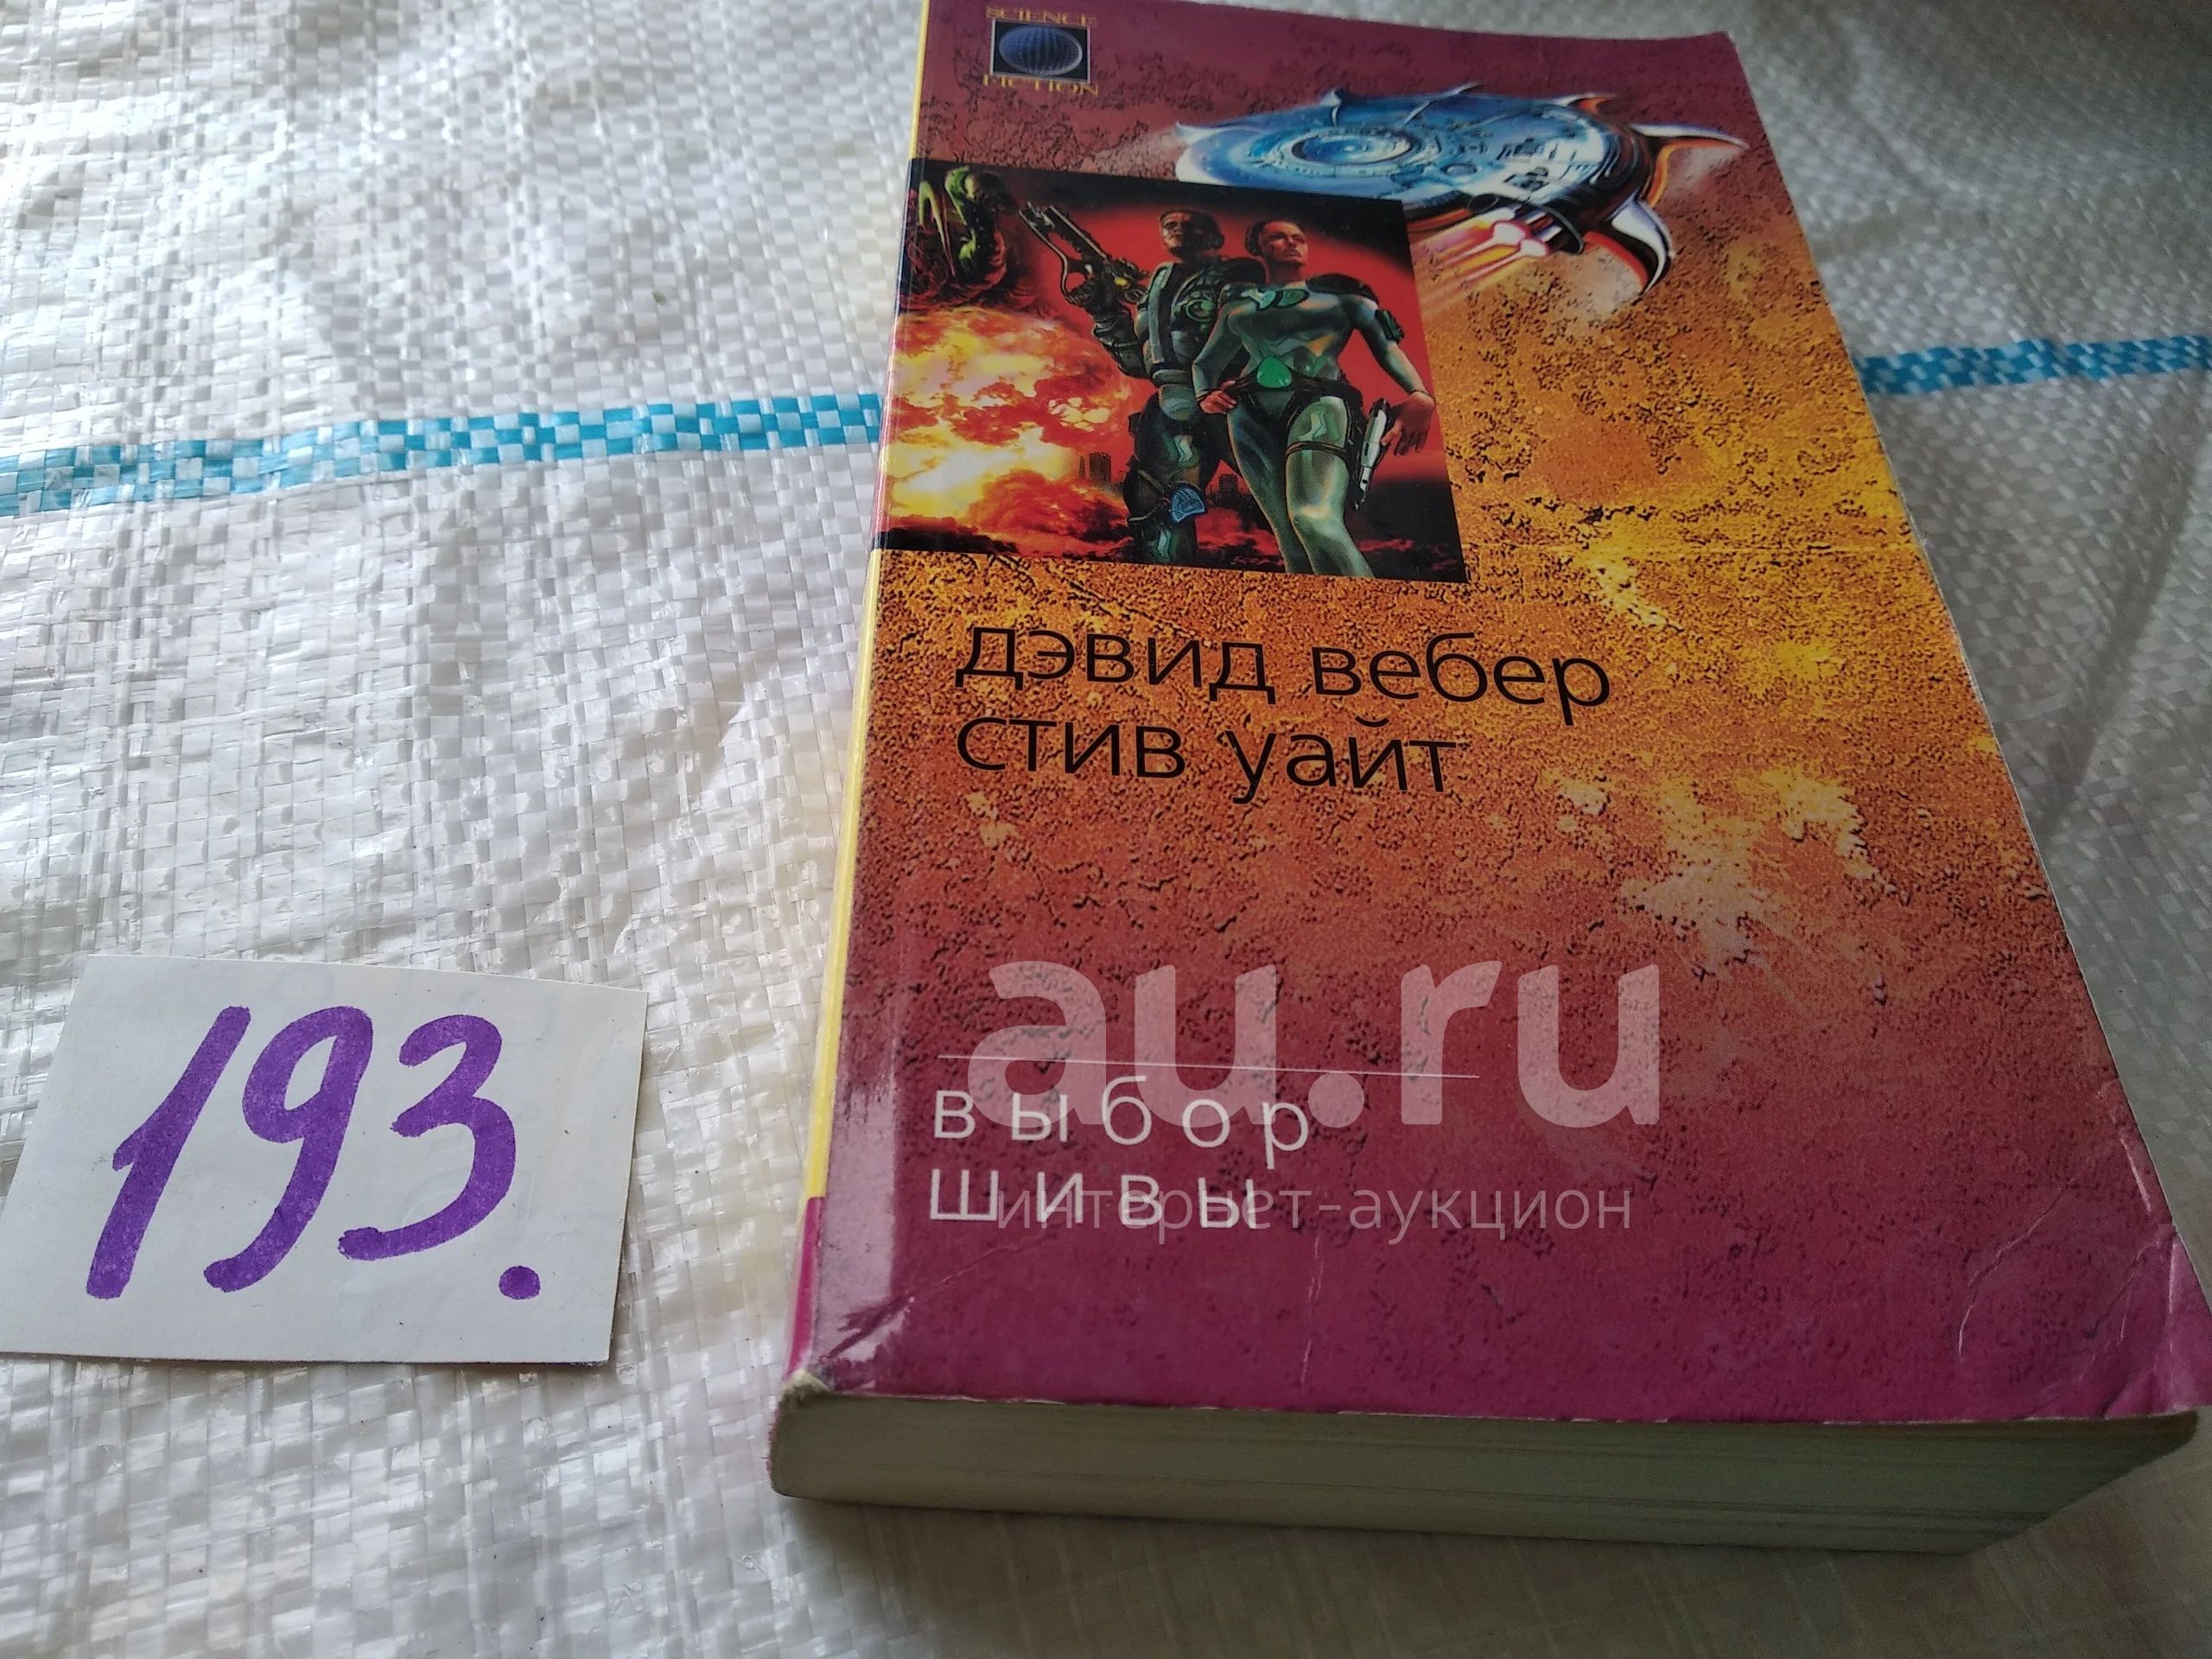 SCIENCE
FICTION
дэвид вебер
стив уайт
au.ru
выбор
шивы
интернет-аукцион
193.